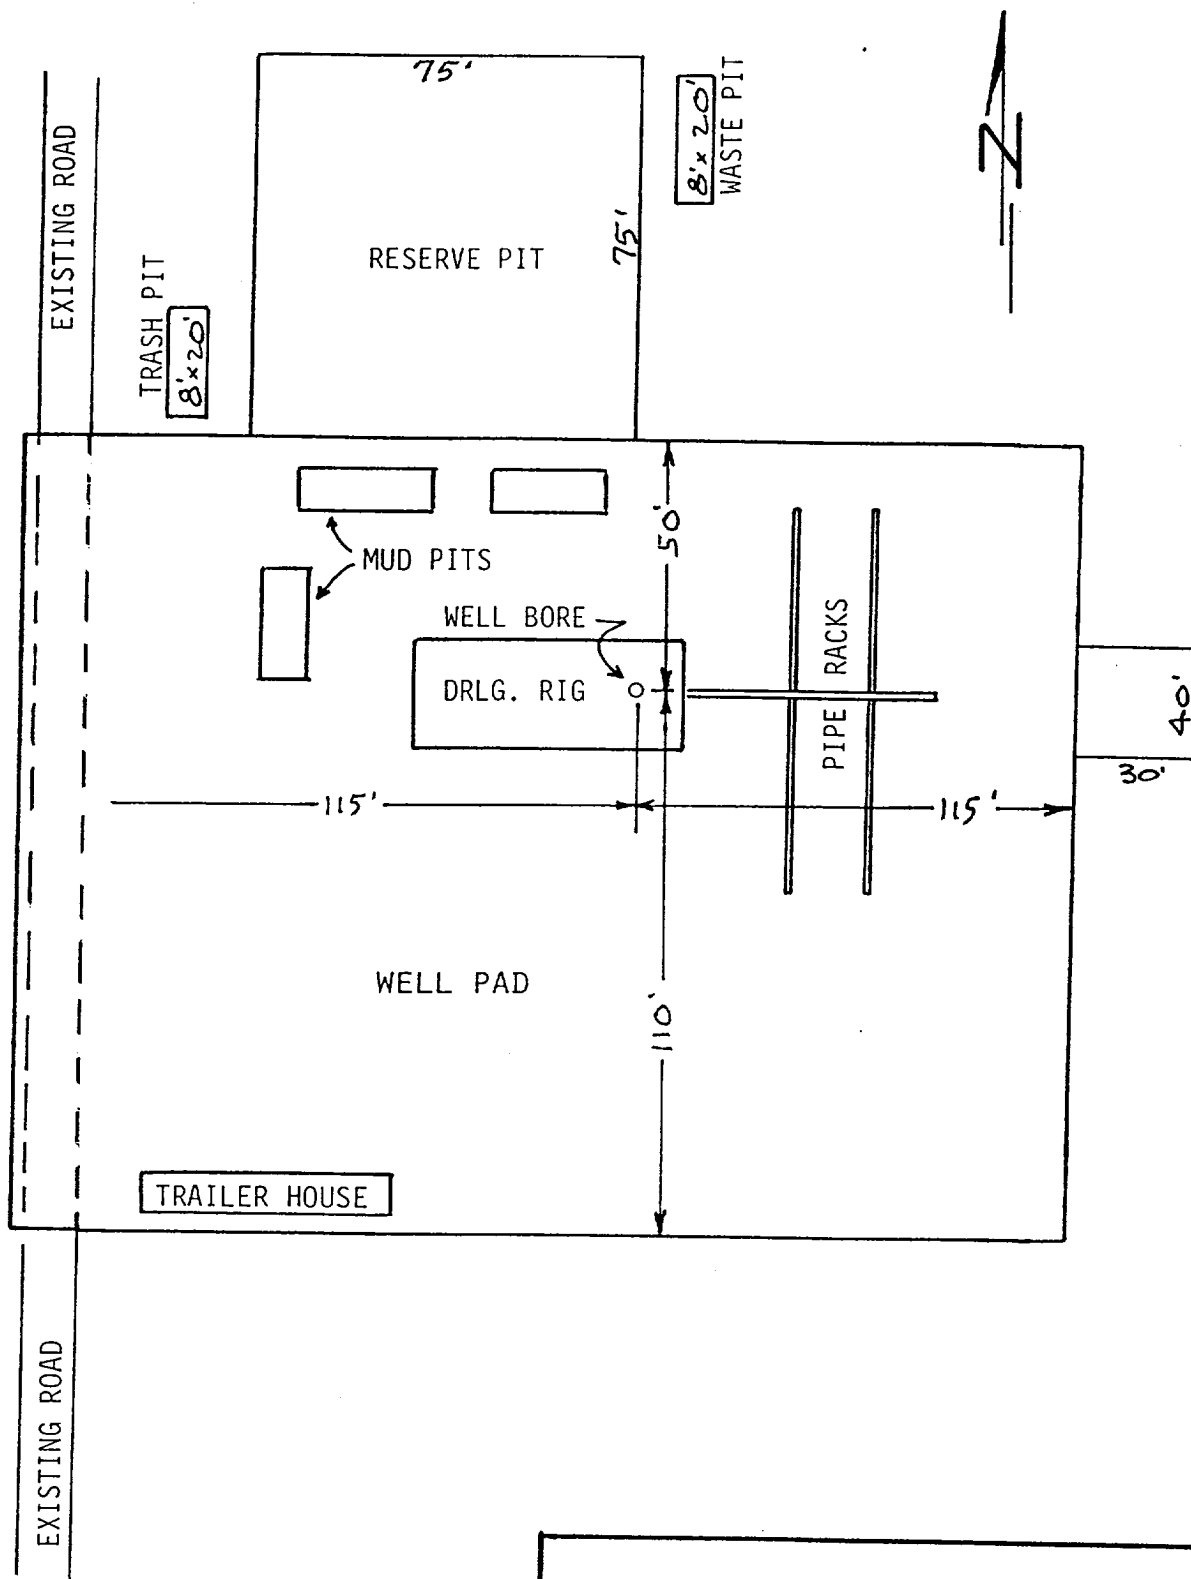 75'
8'x 20'
WASTE PIT
N
EXISTING ROAD
75'
RESERVE PIT
TRASH PIT
8'x20'
50'
MUD PITS
WELL BORE
DRLG. RIG
PIPE RACKS
40'
30'
115'
115'
WELL PAD
110'
TRAILER HOUSE
EXISTING ROAD